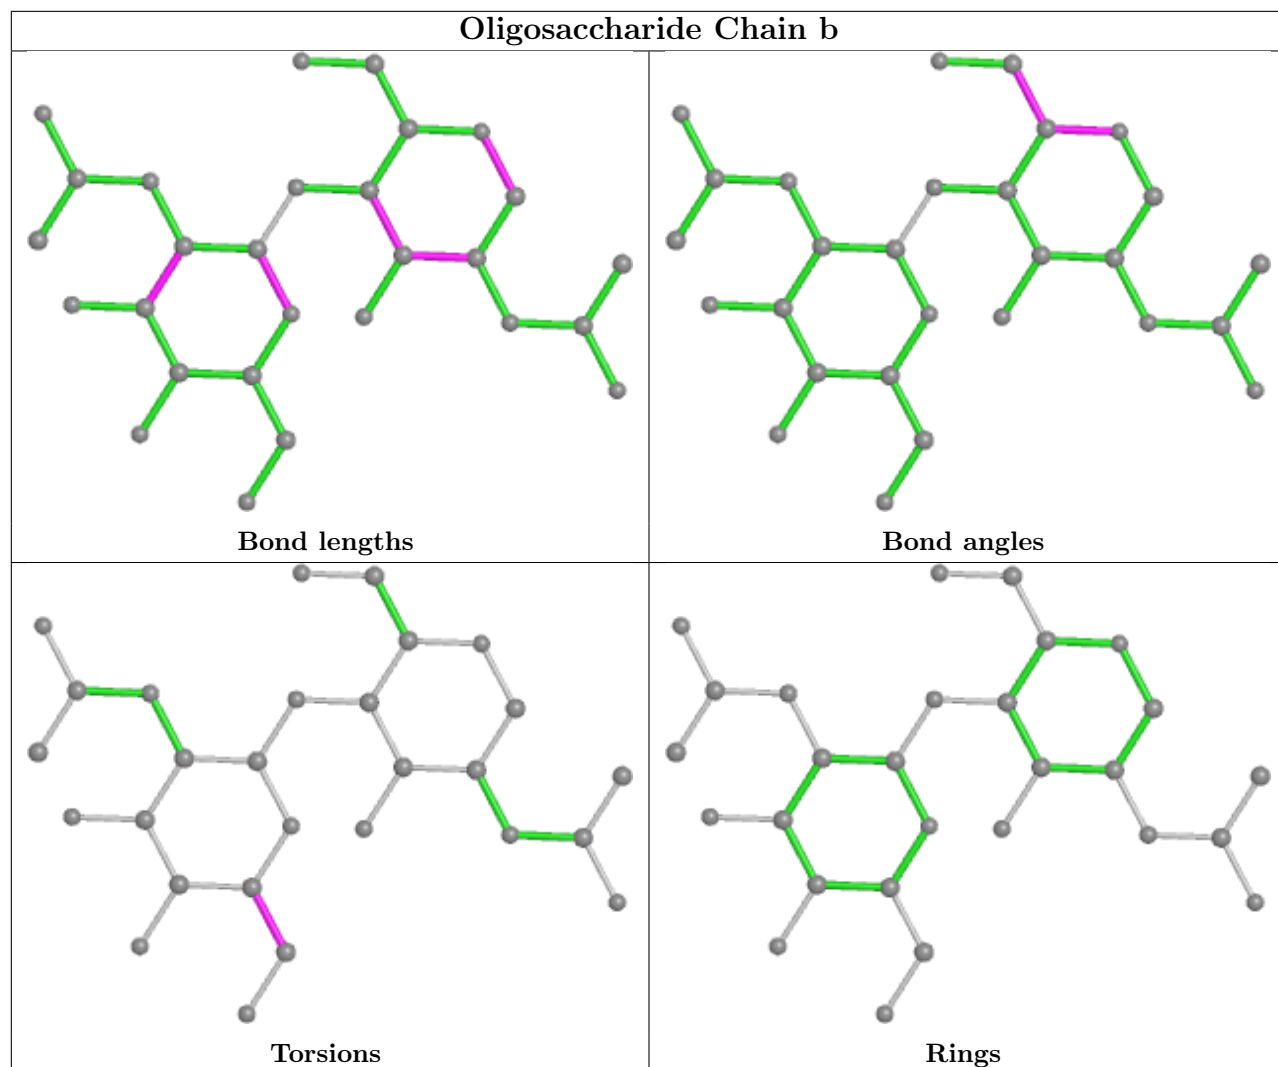 Oligosaccharide Chain b
Bond lengths
Bond angles
Torsions
Rings